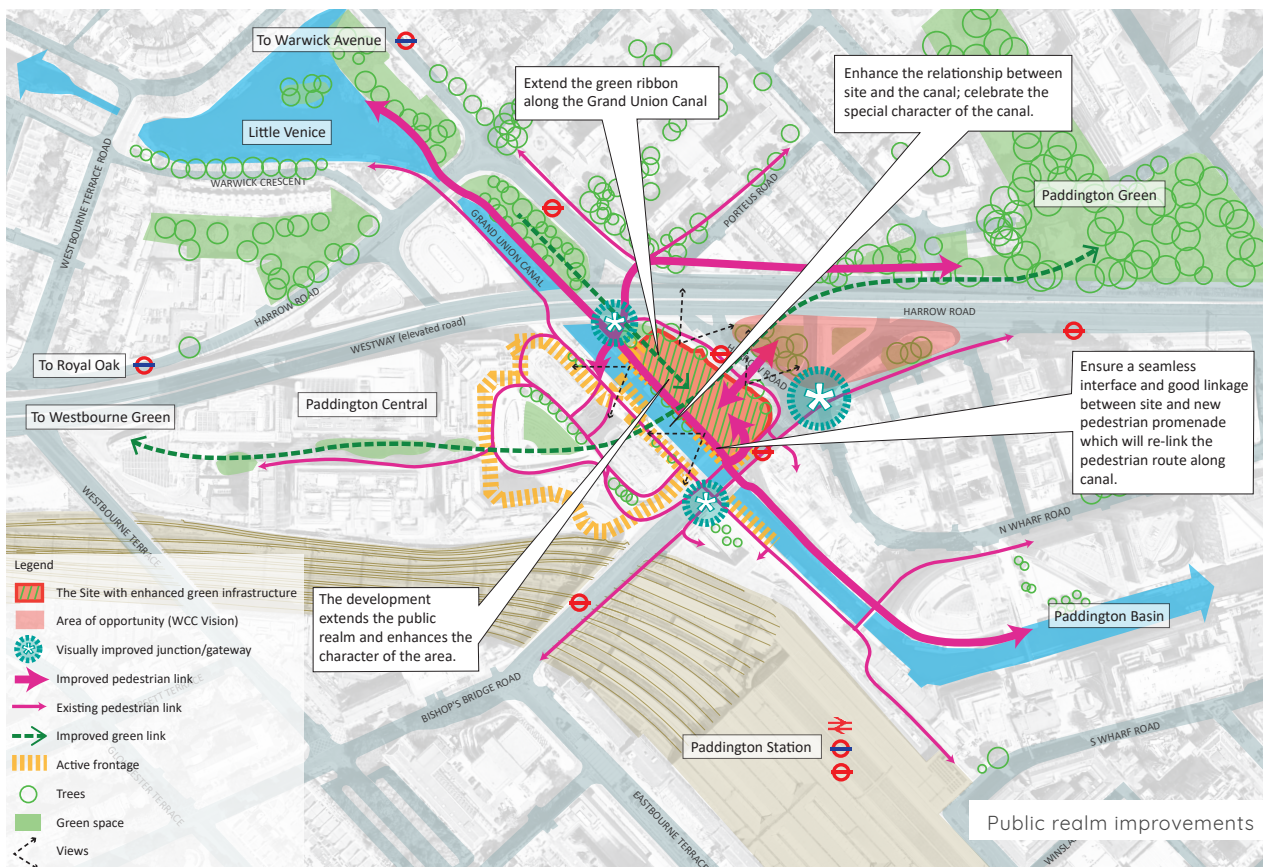 To Warwick Avenue
Extend the green ribbon
along the Grand Union Canal
Enhance the relationship between
site and the canal; celebrate the
special character of the canal.
Little Venice
WARWICK CRESCENT
WESTBOURNE TERRACE ROAD
GRAND UNION CANAL
PORTEUS ROAD
Paddington Green
HARROW ROAD
HARROW ROAD
WESTWAY (elevated road)
HARROW ROAD
To Royal Oak
To Westbourne Green
Paddington Central
Ensure a seamless
interface and good linkage
between site and new
pedestrian promenade
which will re-link the
pedestrian route along
canal.
WESTBOURNE TERRACE
N WHARF ROAD
The development
extends the public
realm and enhances the
character of the area.
Paddington Basin
BISHOP'S BRIDGE ROAD
Paddington Station
S WHARF ROAD
EASTBOURNE TERRACE
GLOUCESTER TERRACE
Legend
The Site with enhanced green infrastructure
Area of opportunity (WCC Vision)
Visually improved junction/gateway
Improved pedestrian link
Existing pedestrian link
Improved green link
Active frontage
Trees
Green space
Views
Public realm improvements